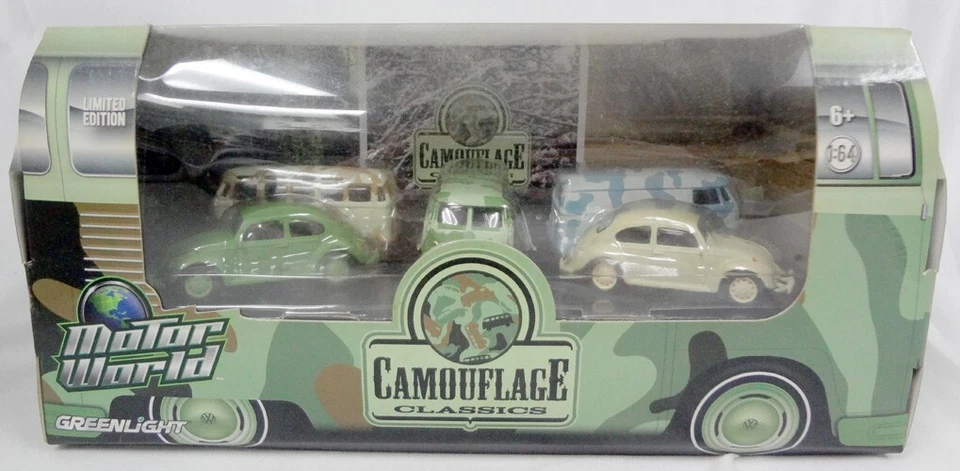 LIMITED
EDITION
6+
1:64
CAMOUFLAGE
MOTOR
WORLD
GREENLIGHT
CAMOUFLAGE
CLASSICS